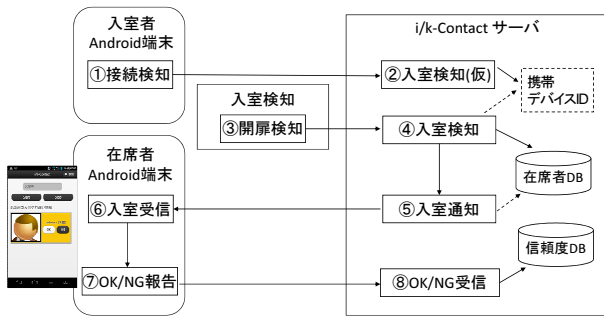 入室者
Android端末
①接続検知
i/k-Contact サーバ
②入室検知(仮)
携帯
デバイスID
入室検知
③開扉検知
④入室検知
在席者
Android端末
在席者DB
i/k-Contact
⑥入室受信
⑤入室通知
信頼度DB
⑦OK/NG報告
⑧OK/NG受信